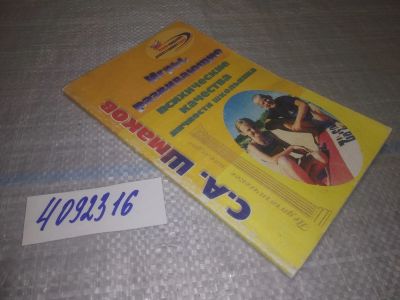 С.А. Шмаков
Игры,
развивающие
психические
качества
личности школьника
4092316